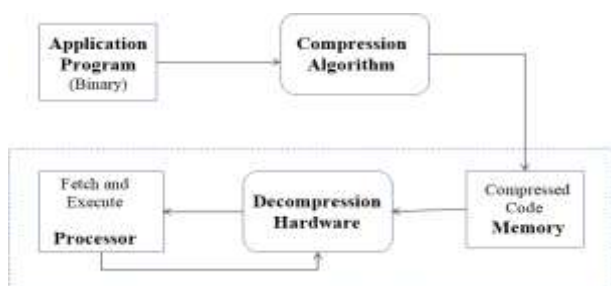 Application
Program
(Binary)
Compression
Algorithm
Fetch and
Execute
Processor
Decompression
Hardware
Compressed
Code
Memory